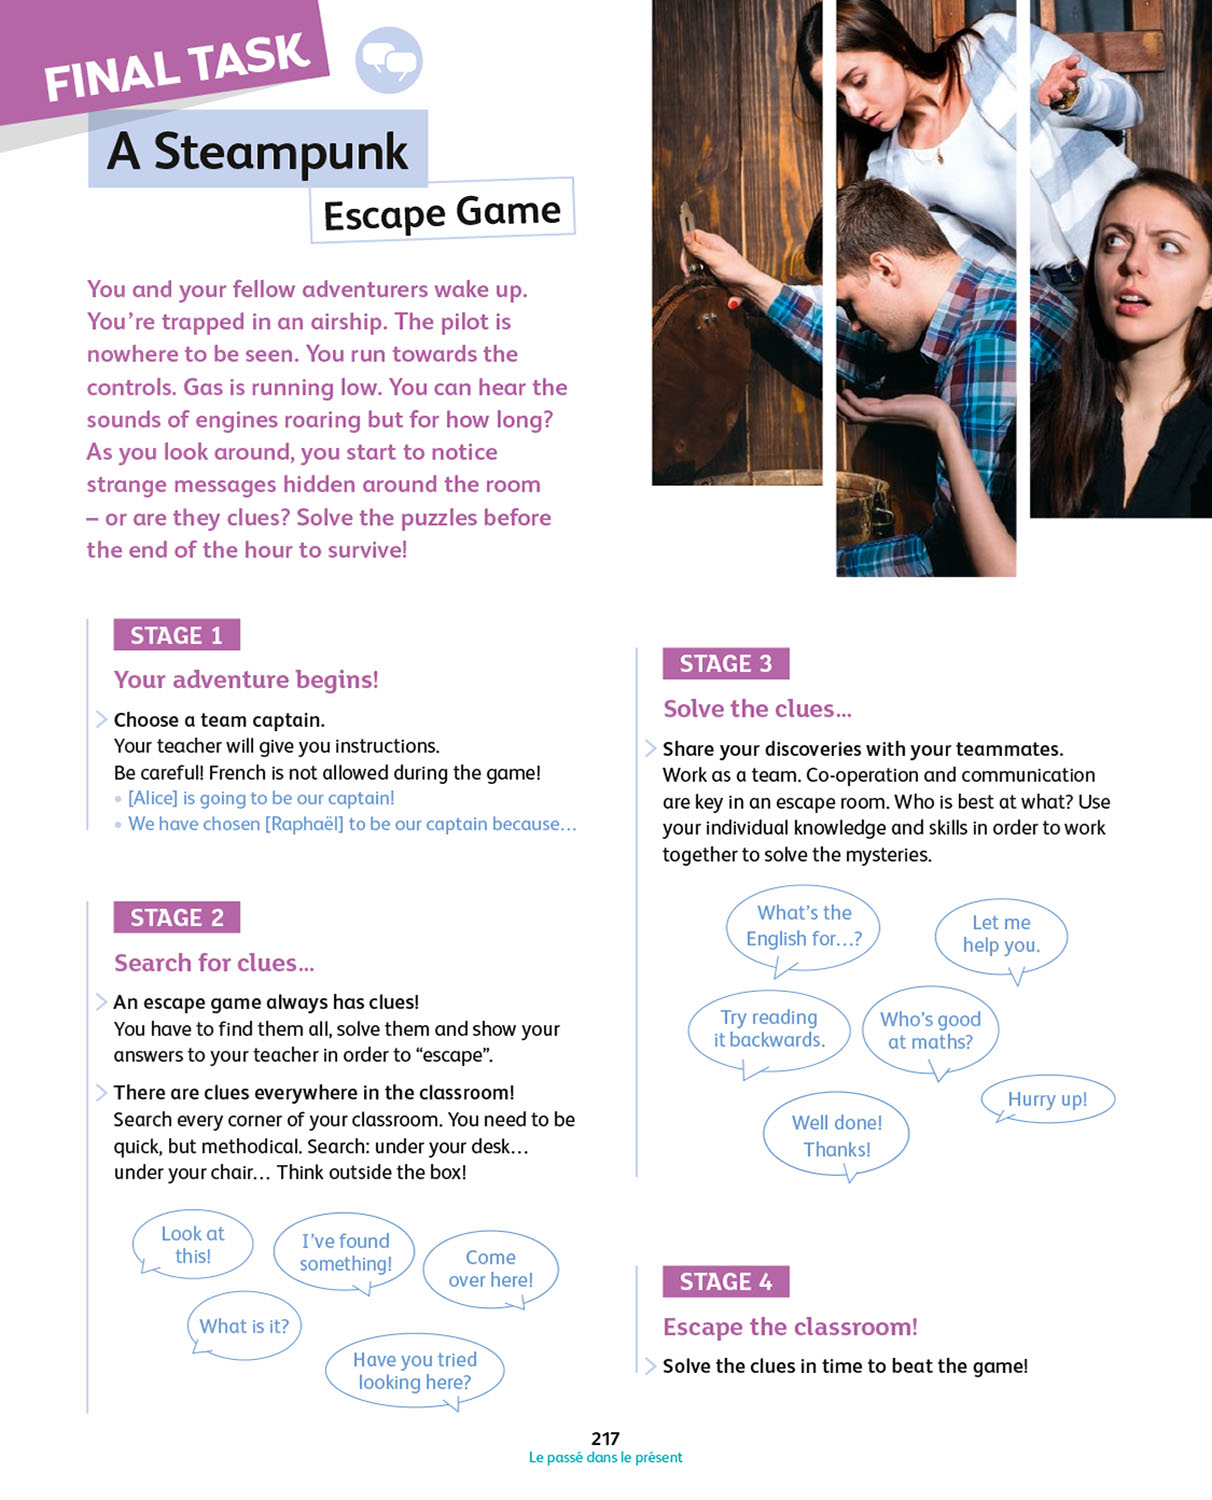 FINAL TASK
A Steampunk
Escape Game
You and your fellow adventurers wake up.
You’re trapped in an airship. The pilot is
nowhere to be seen. You run towards the
controls. Gas is running low. You can hear the
sounds of engines roaring but for how long?
As you look around, you start to notice
strange messages hidden around the room
– or are they clues? Solve the puzzles before
the end of the hour to survive!
STAGE 1
Your adventure begins!
Choose a team captain.
Your teacher will give you instructions.
Be careful! French is not allowed during the game!
• [Alice] is going to be our captain!
• We have chosen [Raphaël] to be our captain because…
STAGE 2
Search for clues…
An escape game always has clues!
You have to find them all, solve them and show your
answers to your teacher in order to “escape”.
There are clues everywhere in the classroom!
Search every corner of your classroom. You need to be
quick, but methodical. Search: under your desk…
under your chair… Think outside the box!
Look at
this!
I’ve found
something!
Come
over here!
What is it?
Have you tried
looking here?
STAGE 3
Solve the clues…
Share your discoveries with your teammates.
Work as a team. Co-operation and communication
are key in an escape room. Who is best at what? Use
your individual knowledge and skills in order to work
together to solve the mysteries.
What’s the
English for…?
Let me
help you.
Try reading
it backwards.
Who’s good
at maths?
Hurry up!
Well done!
Thanks!
STAGE 4
Escape the classroom!
Solve the clues in time to beat the game!
217
Le passé dans le présent